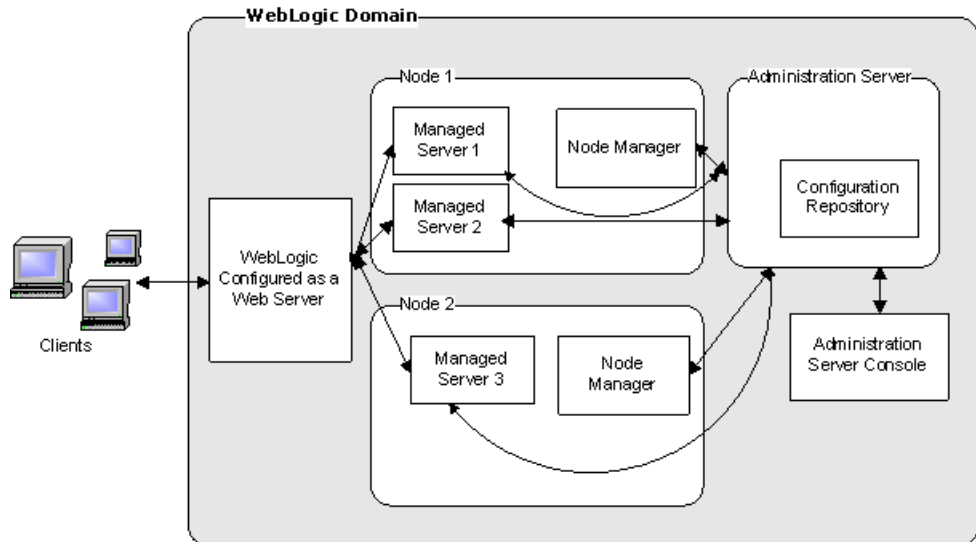 WebLogic Domain
Node 1
Administration Server
Managed
Server 1
Node Manager
Managed
Server 2
Configuration
Repository
WebLogic
Configured as a
Web Server
Clients
Node 2
Managed
Server 3
Node
Manager
Administration
Server Console